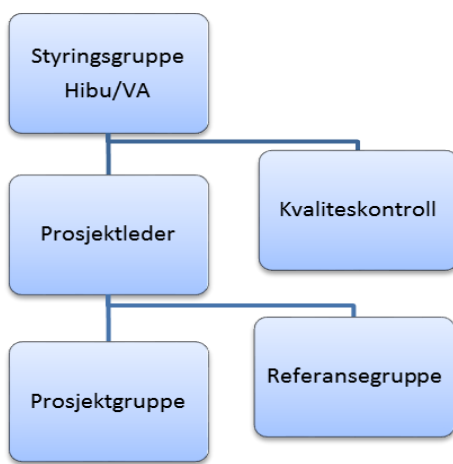 Styringsgruppe
Hibu/VA
Kvaliteskontroll
Prosjektleder
Referansegruppe
Prosjektgruppe